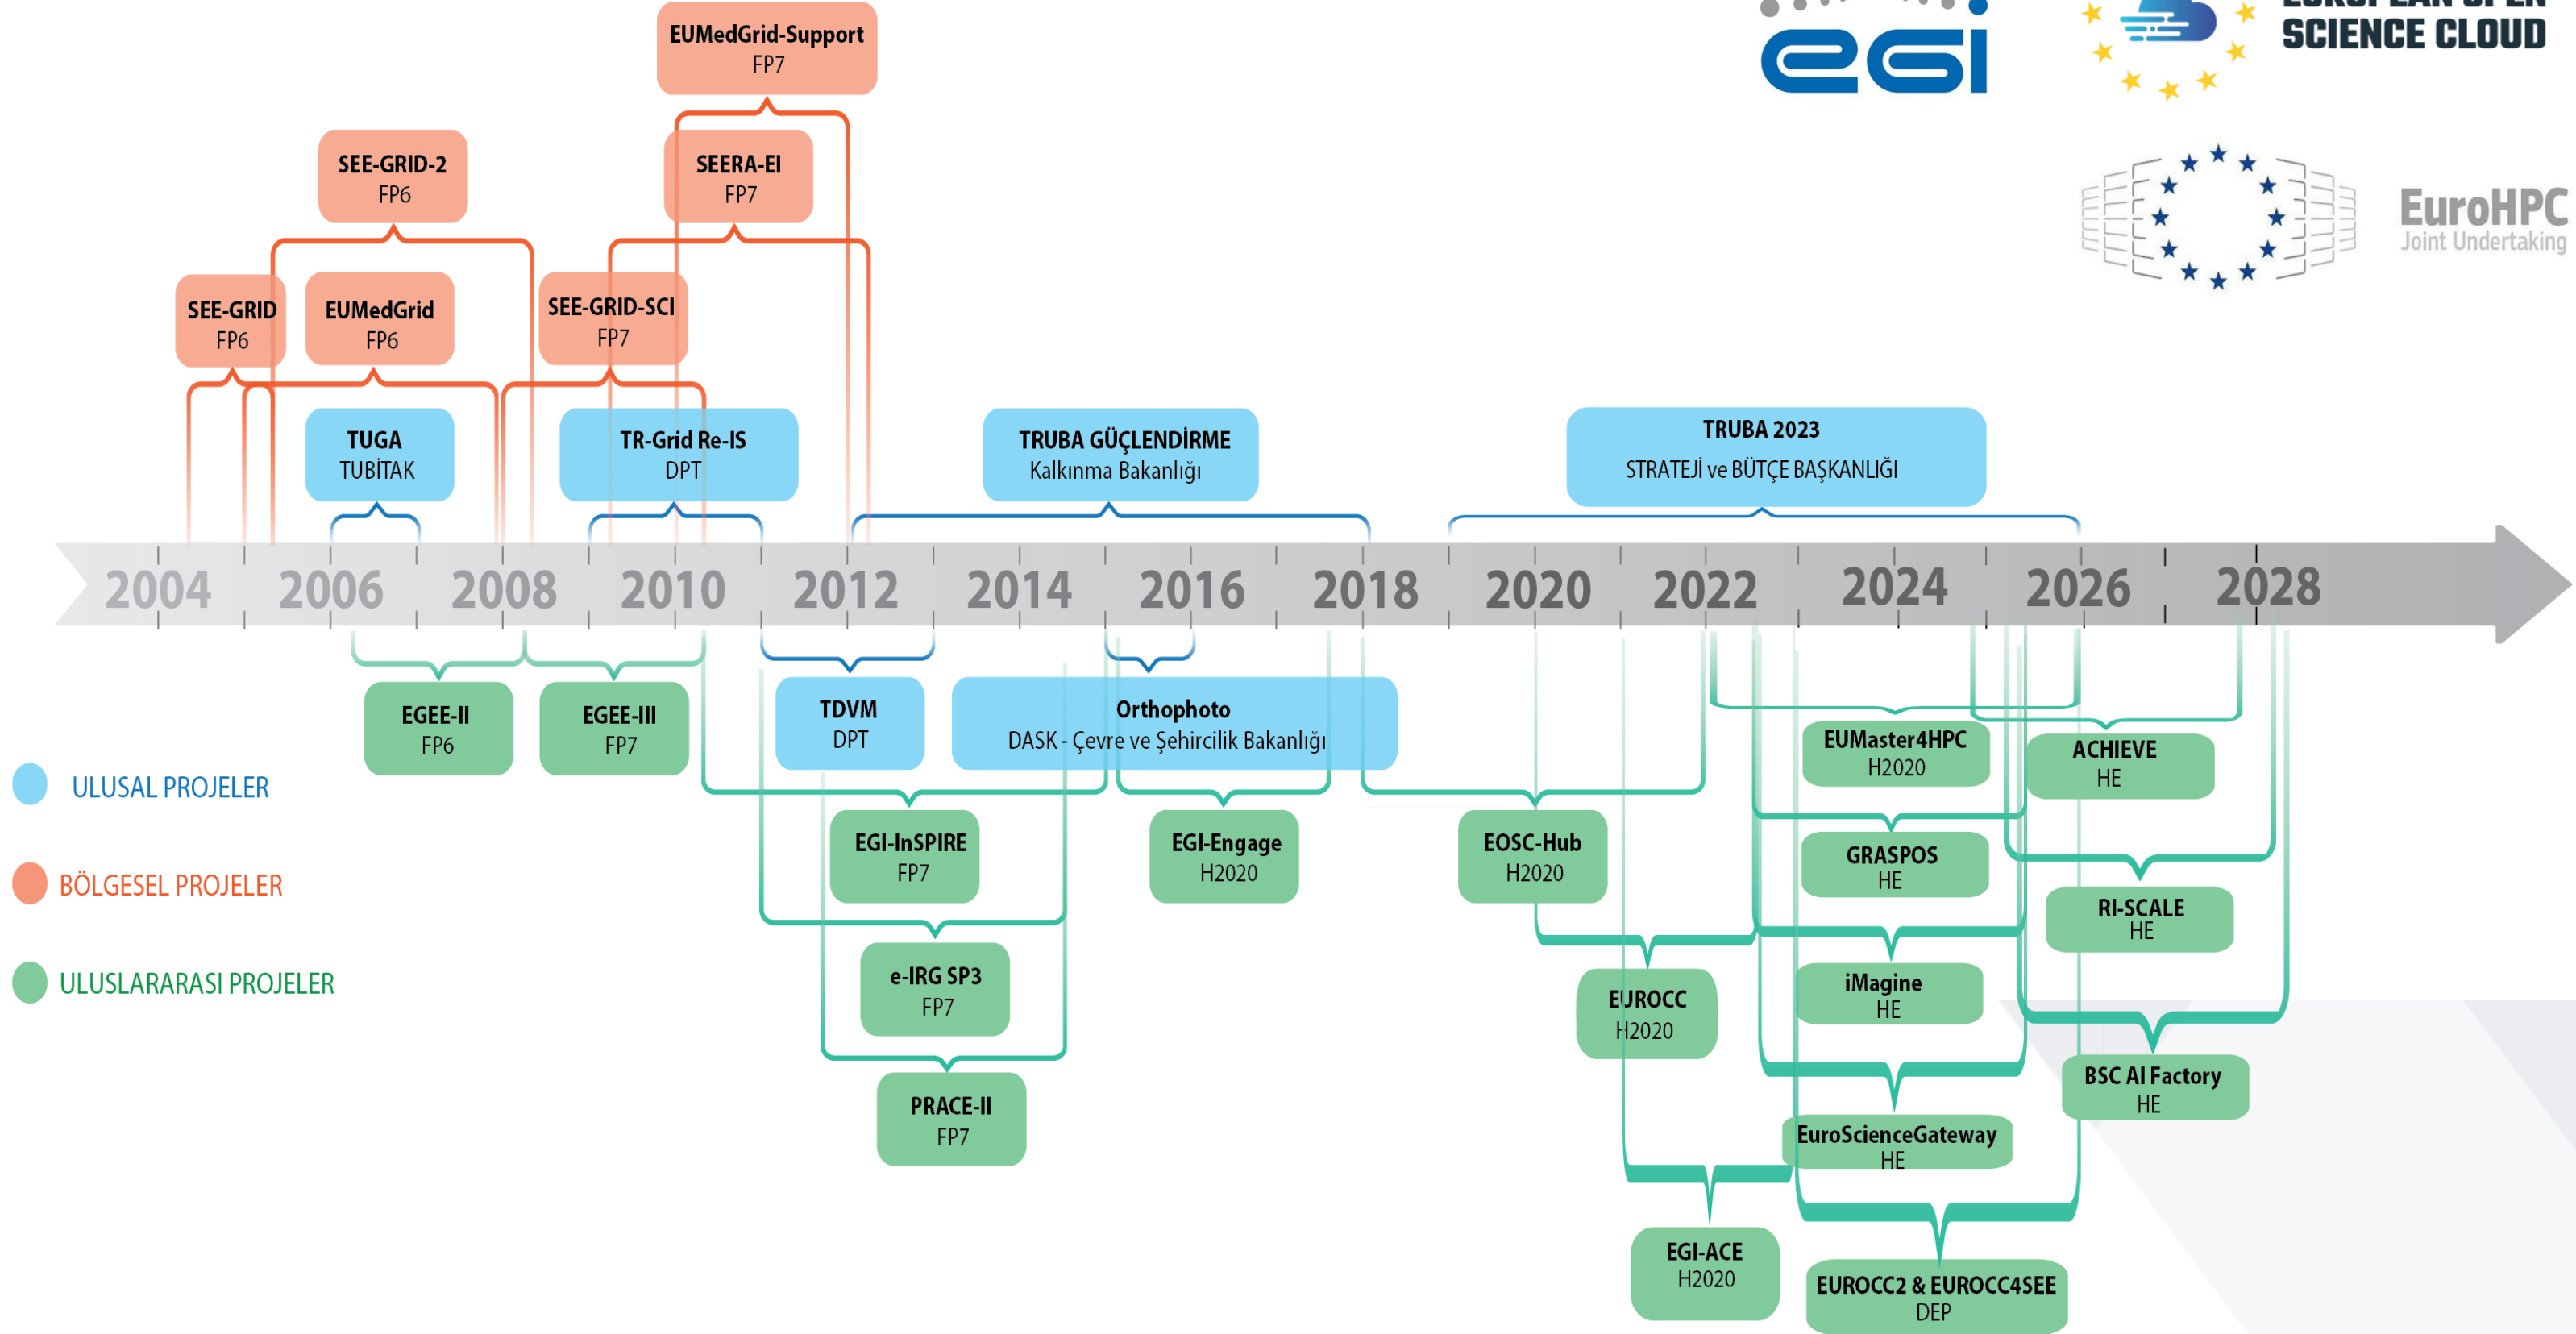 EUMedGrid-Support
FP7
egi
EUROPEAN OPEN
SCIENCE CLOUD
SEE-GRID-2
FP6
SEERA-EI
FP7
EuroHPC
Joint Undertaking
SEE-GRID
FP6
EUMedGrid
FP6
SEE-GRID-SCI
FP7
TUGA
TUBİTAK
TR-Grid Re-IS
DPT
TRUBA GÜÇLENDİRME
Kalkınma Bakanlığı
TRUBA 2023
STRATEJİ ve BÜTÇE BAŞKANLIĞI
2004 2006 2008 2010 2012 2014 2016 2018 2020 2022 2024 2026 2028
EGEE-II
FP6
EGEE-III
FP7
TDVM
DPT
Orthophoto
DASK - Çevre ve Şehircilik Bakanlığı
EUMaster4HPC
H2020
ACHIEVE
HE
ULUSAL PROJELER
BÖLGESEL PROJELER
ULUSLARARASI PROJELER
EGI-InSPIRE
FP7
EGI-Engage
H2020
EOSC-Hub
H2020
GRASPOS
HE
RI-SCALE
HE
e-IRG SP3
FP7
EUROCC
H2020
iMagine
HE
PRACE-II
FP7
EuroScienceGateway
HE
BSC AI Factory
HE
EGI-ACE
H2020
EUROCC2 & EUROCC4SEE
DEP